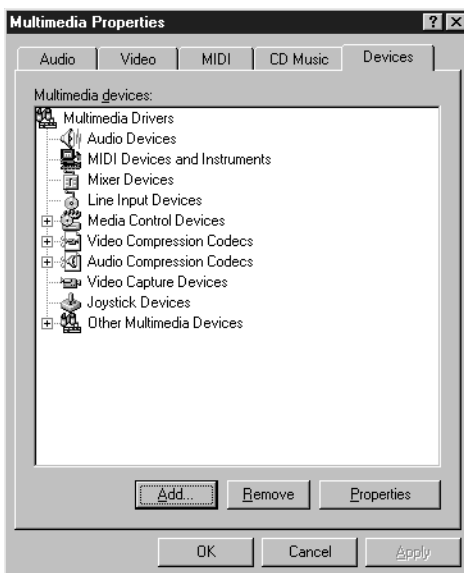 Multimedia Properties
Audio Video MIDI CD Music Devices
Multimedia devices:
Multimedia Drivers
Audio Devices
MIDI Devices and Instruments
Mixer Devices
Line Input Devices
Media Control Devices
Video Compression Codecs
Audio Compression Codecs
Video Capture Devices
Joystick Devices
Other Multimedia Devices
Add... Remove Properties
OK Cancel Apply